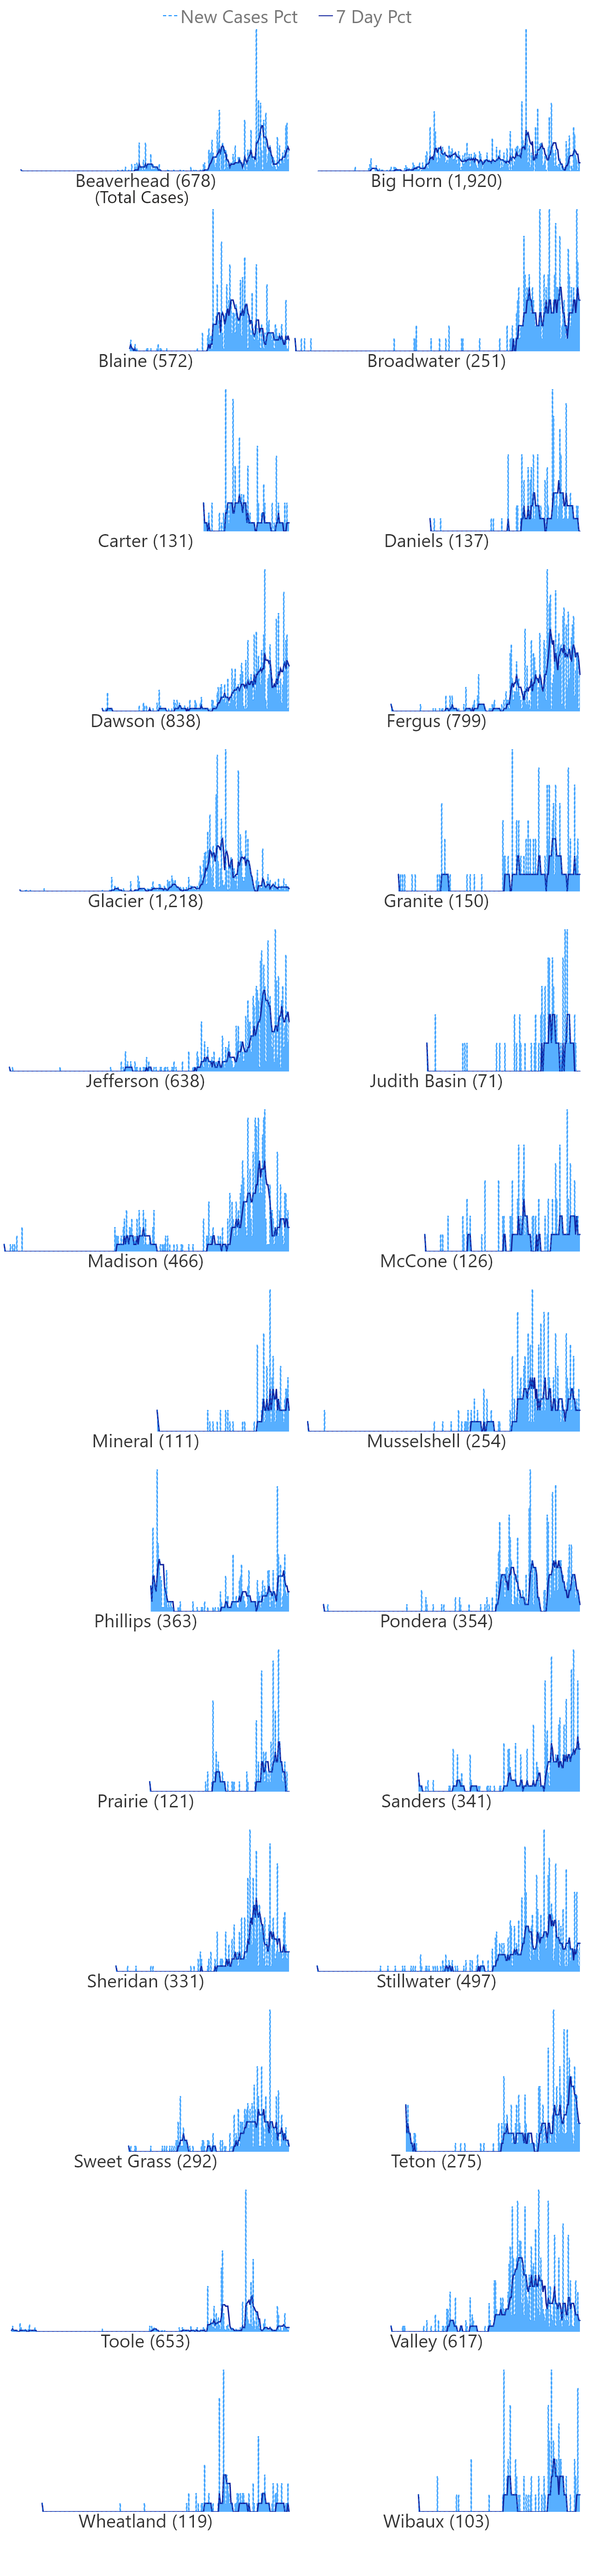 New Cases Pct 7 Day Pct
Beaverhead (678) Big Horn (1,920)
(Total Cases)
Blaine (572) Broadwater (251)
Carter (131) Daniels (137)
Dawson (838) Fergus (799)
Glacier (1,218) Granite (150)
Jefferson (638) Judith Basin (71)
Madison (466) McCone (126)
Mineral (111) Musselshell (254)
Phillips (363) Pondera (354)
Prairie (121) Sanders (341)
Sheridan (331) Stillwater (497)
Sweet Grass (292) Teton (275)
Toole (653) Valley (617)
Wheatland (119) Wibaux (103)